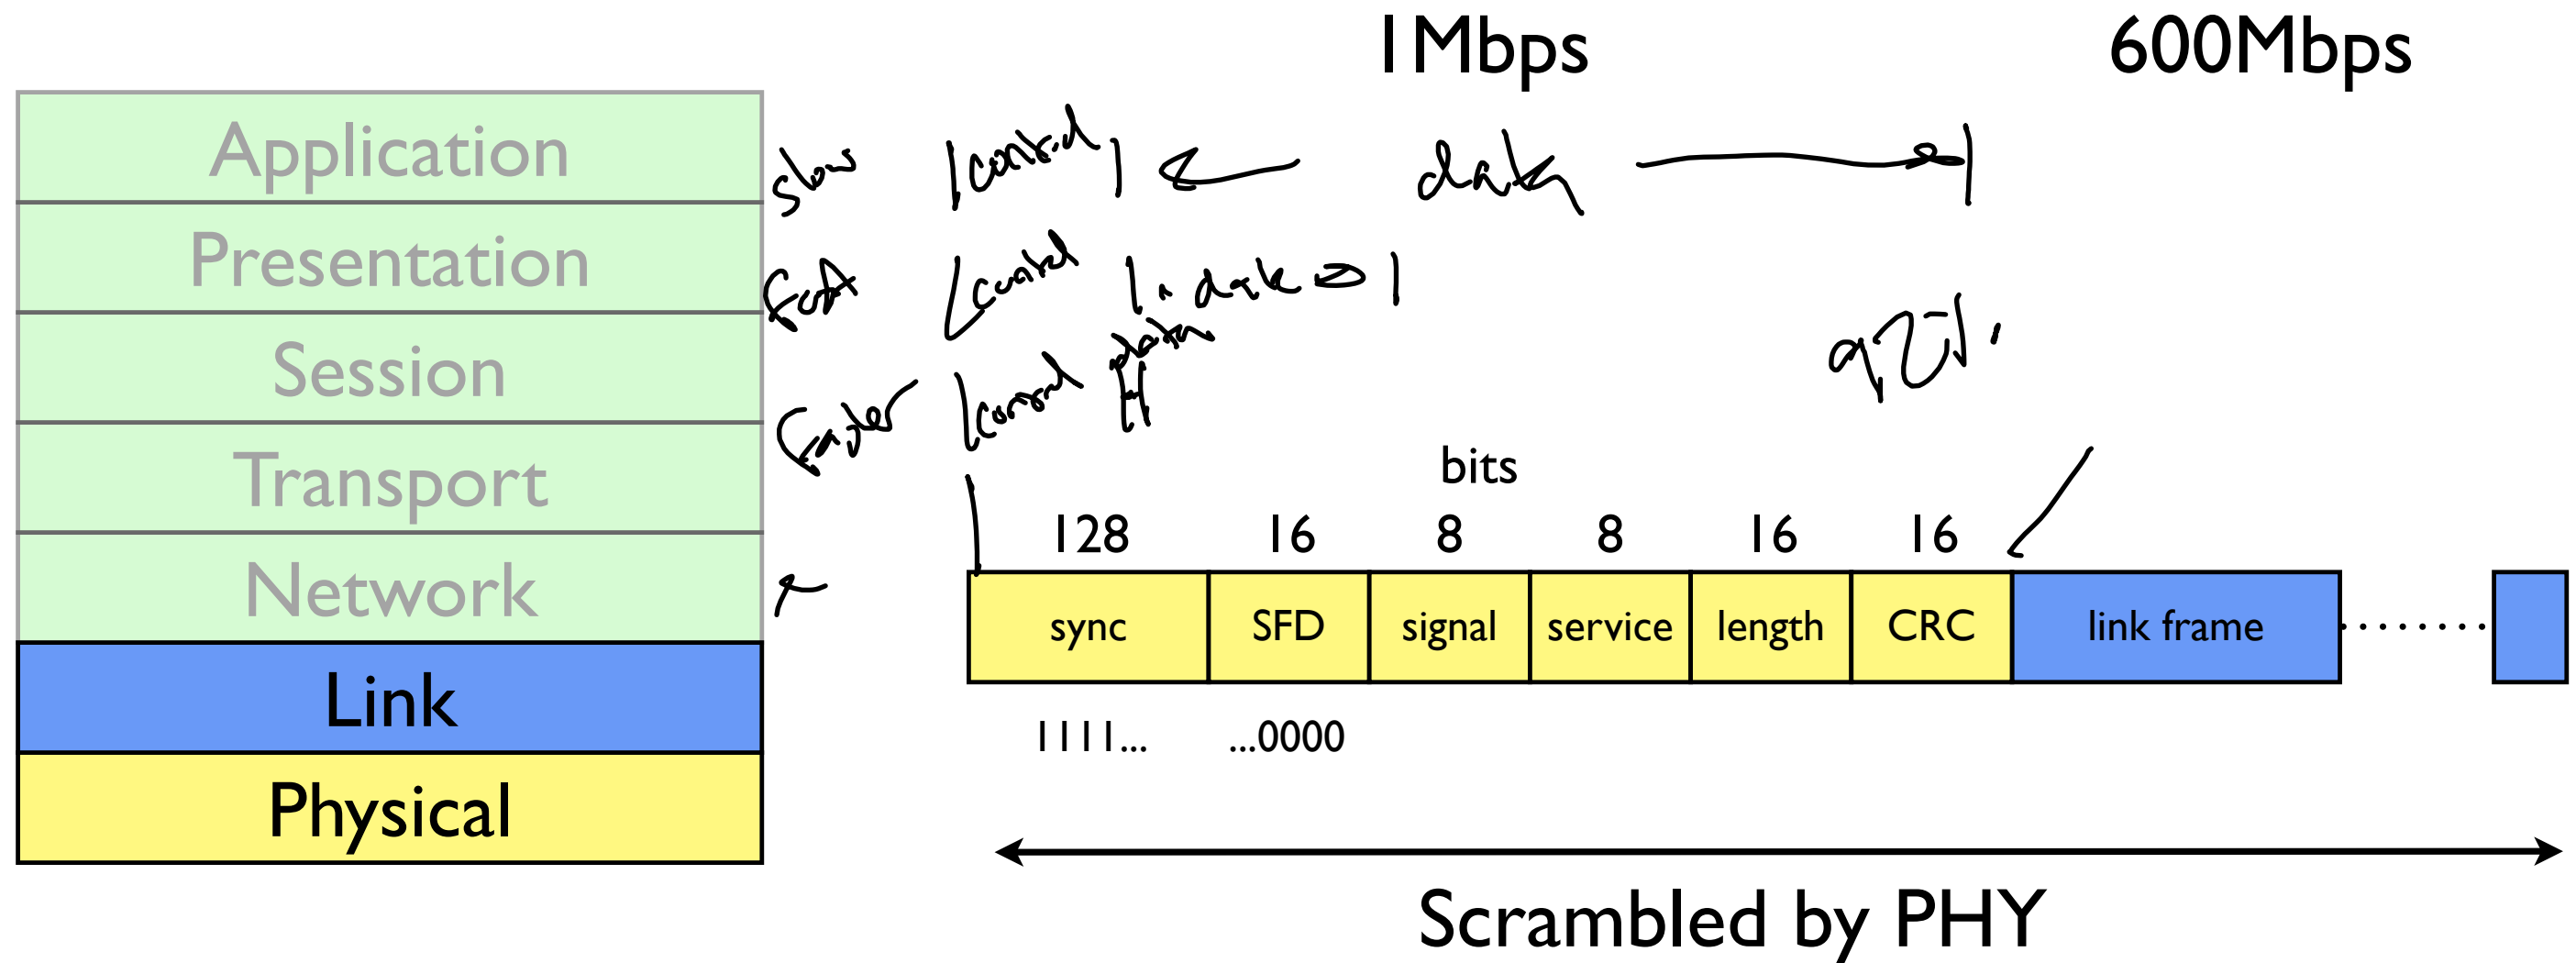 1Mbps
600Mbps
Application
Presentation
Session
Transport
Network
Link
Physical
slow |control| data
fast |control| data
faster |control data
bits
128 16 8 8 16 16
sync SFD signal service length CRC link frame
1111... ...0000
Scrambled by PHY